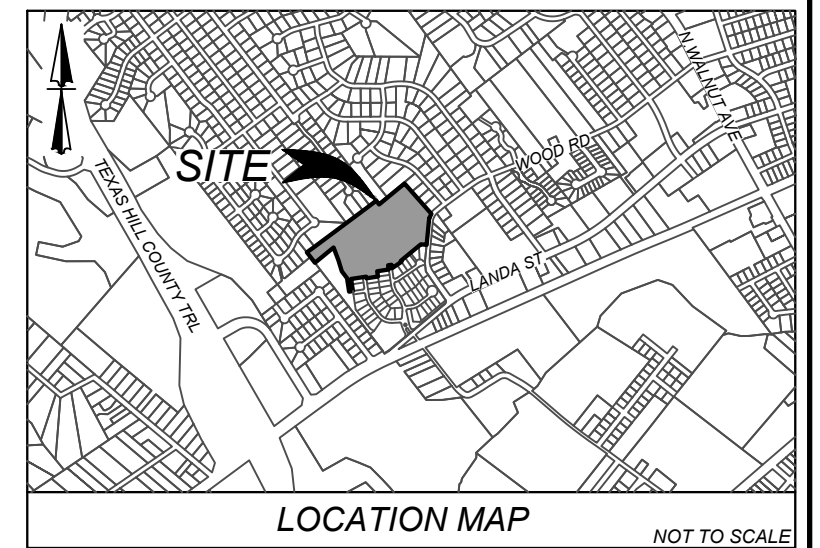 N WALNUT AVE
WOOD RD
SITE
TEXAS HILL COUNTY TRL
LANDA ST
LOCATION MAP
NOT TO SCALE